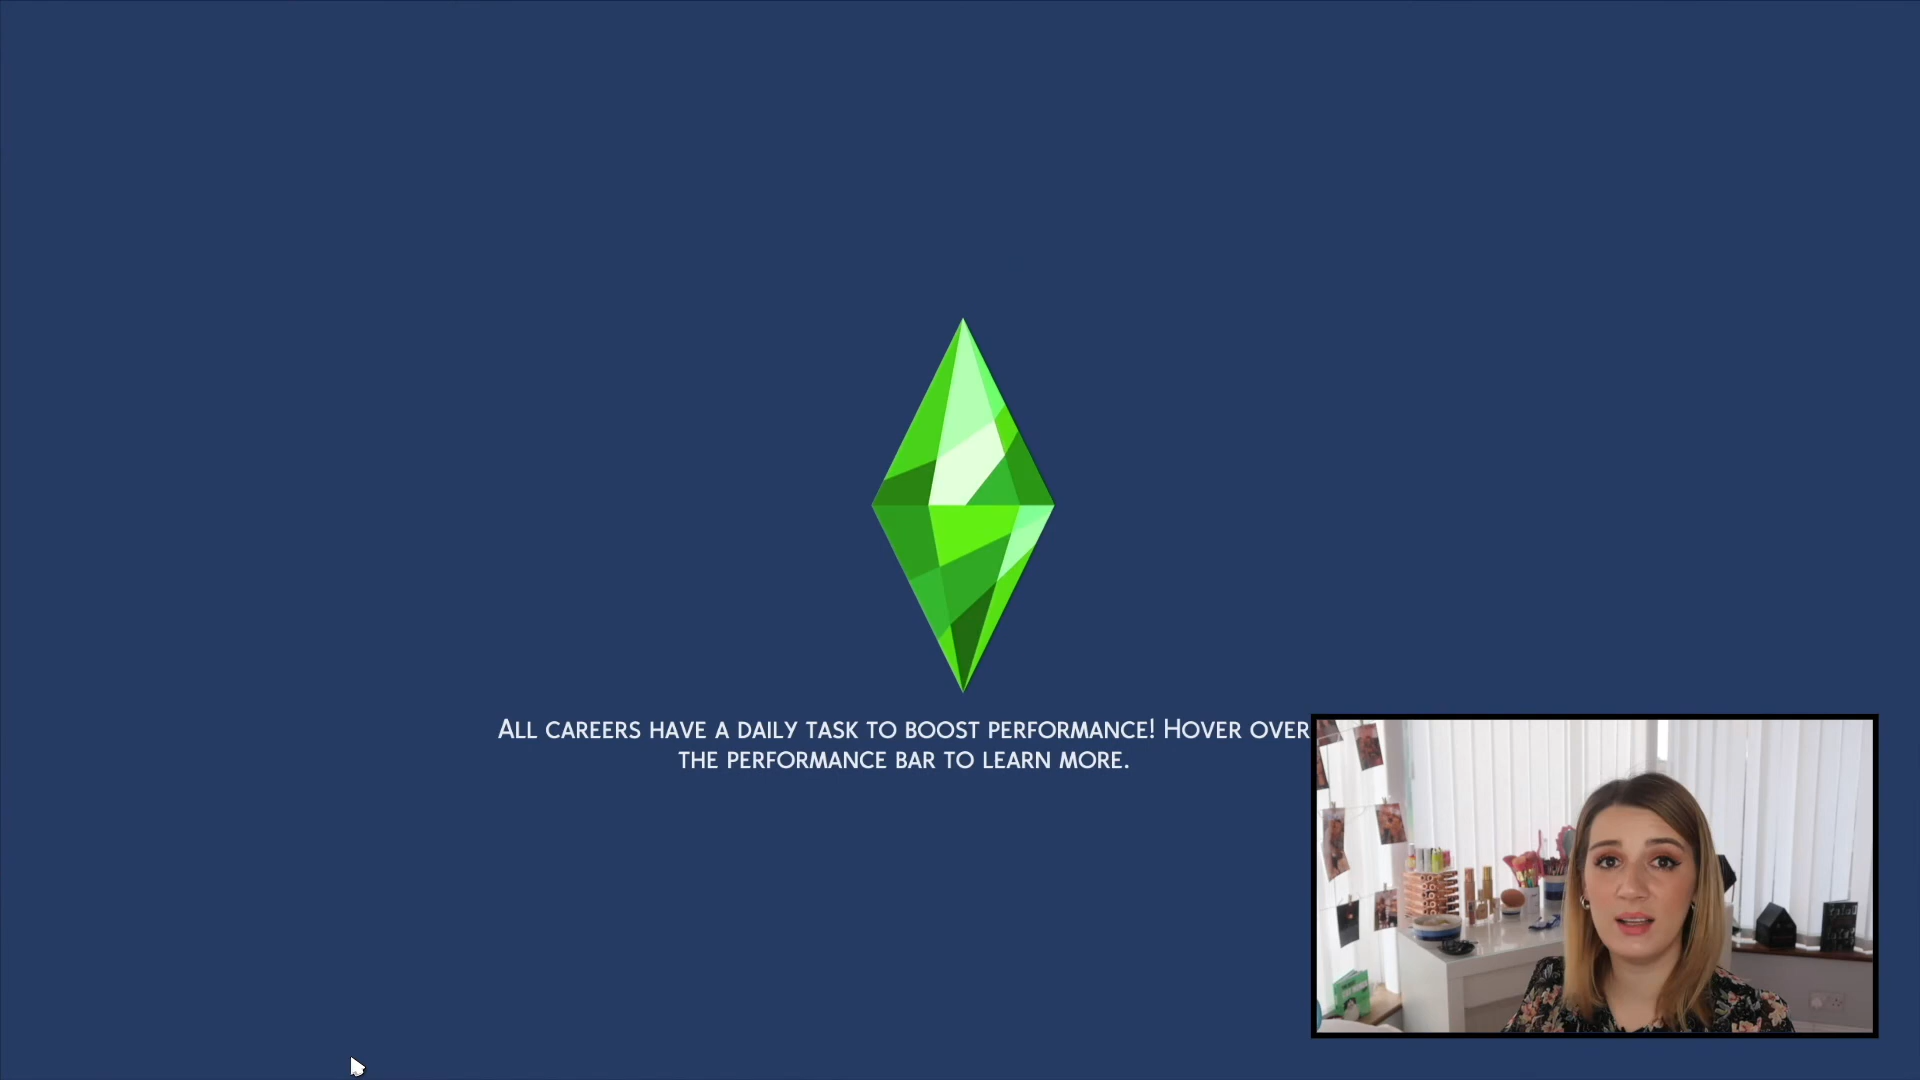 All careers have a daily task to boost performance! Hover over
the performance bar to learn more.